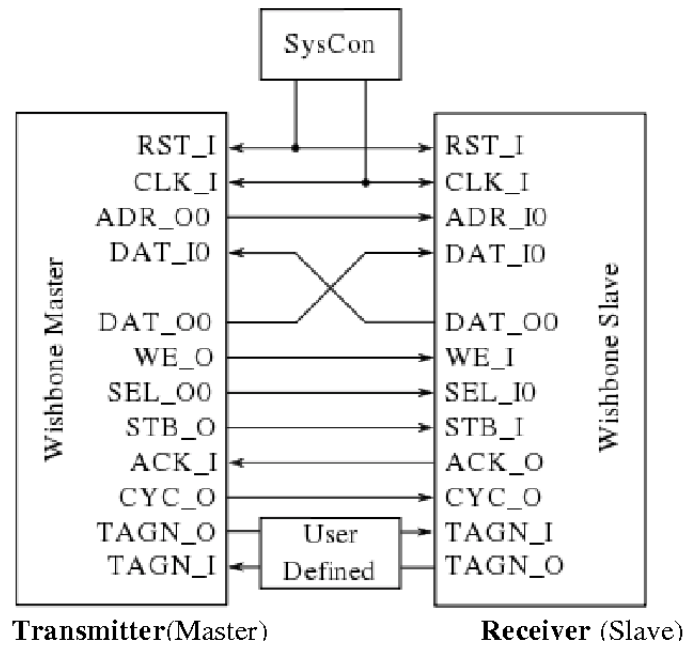 SysCon
RST_I RST_I
CLK_I CLK_I
ADR_O0 ADR_I0
DAT_I0 DAT_I0
DAT_O0 DAT_O0
WE_O WE_I
SEL_O0 SEL_I0
STB_O STB_I
ACK_I ACK_O
CYC_O CYC_O
TAGN_O User TAGN_I
TAGN_I Defined TAGN_O
Wishbone Master
Wishbone Slave
Transmitter(Master) Receiver (Slave)